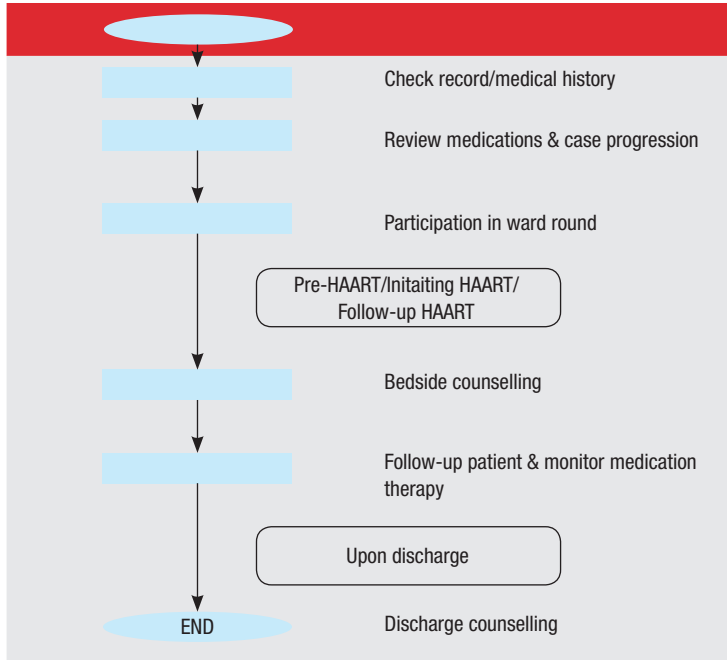 Check record/medical history
Review medications & case progression
Participation in ward round
Pre-HAART/Initaiting HAART/
Follow-up HAART
Bedside counselling
Follow-up patient & monitor medication
therapy
Upon discharge
END
Discharge counselling